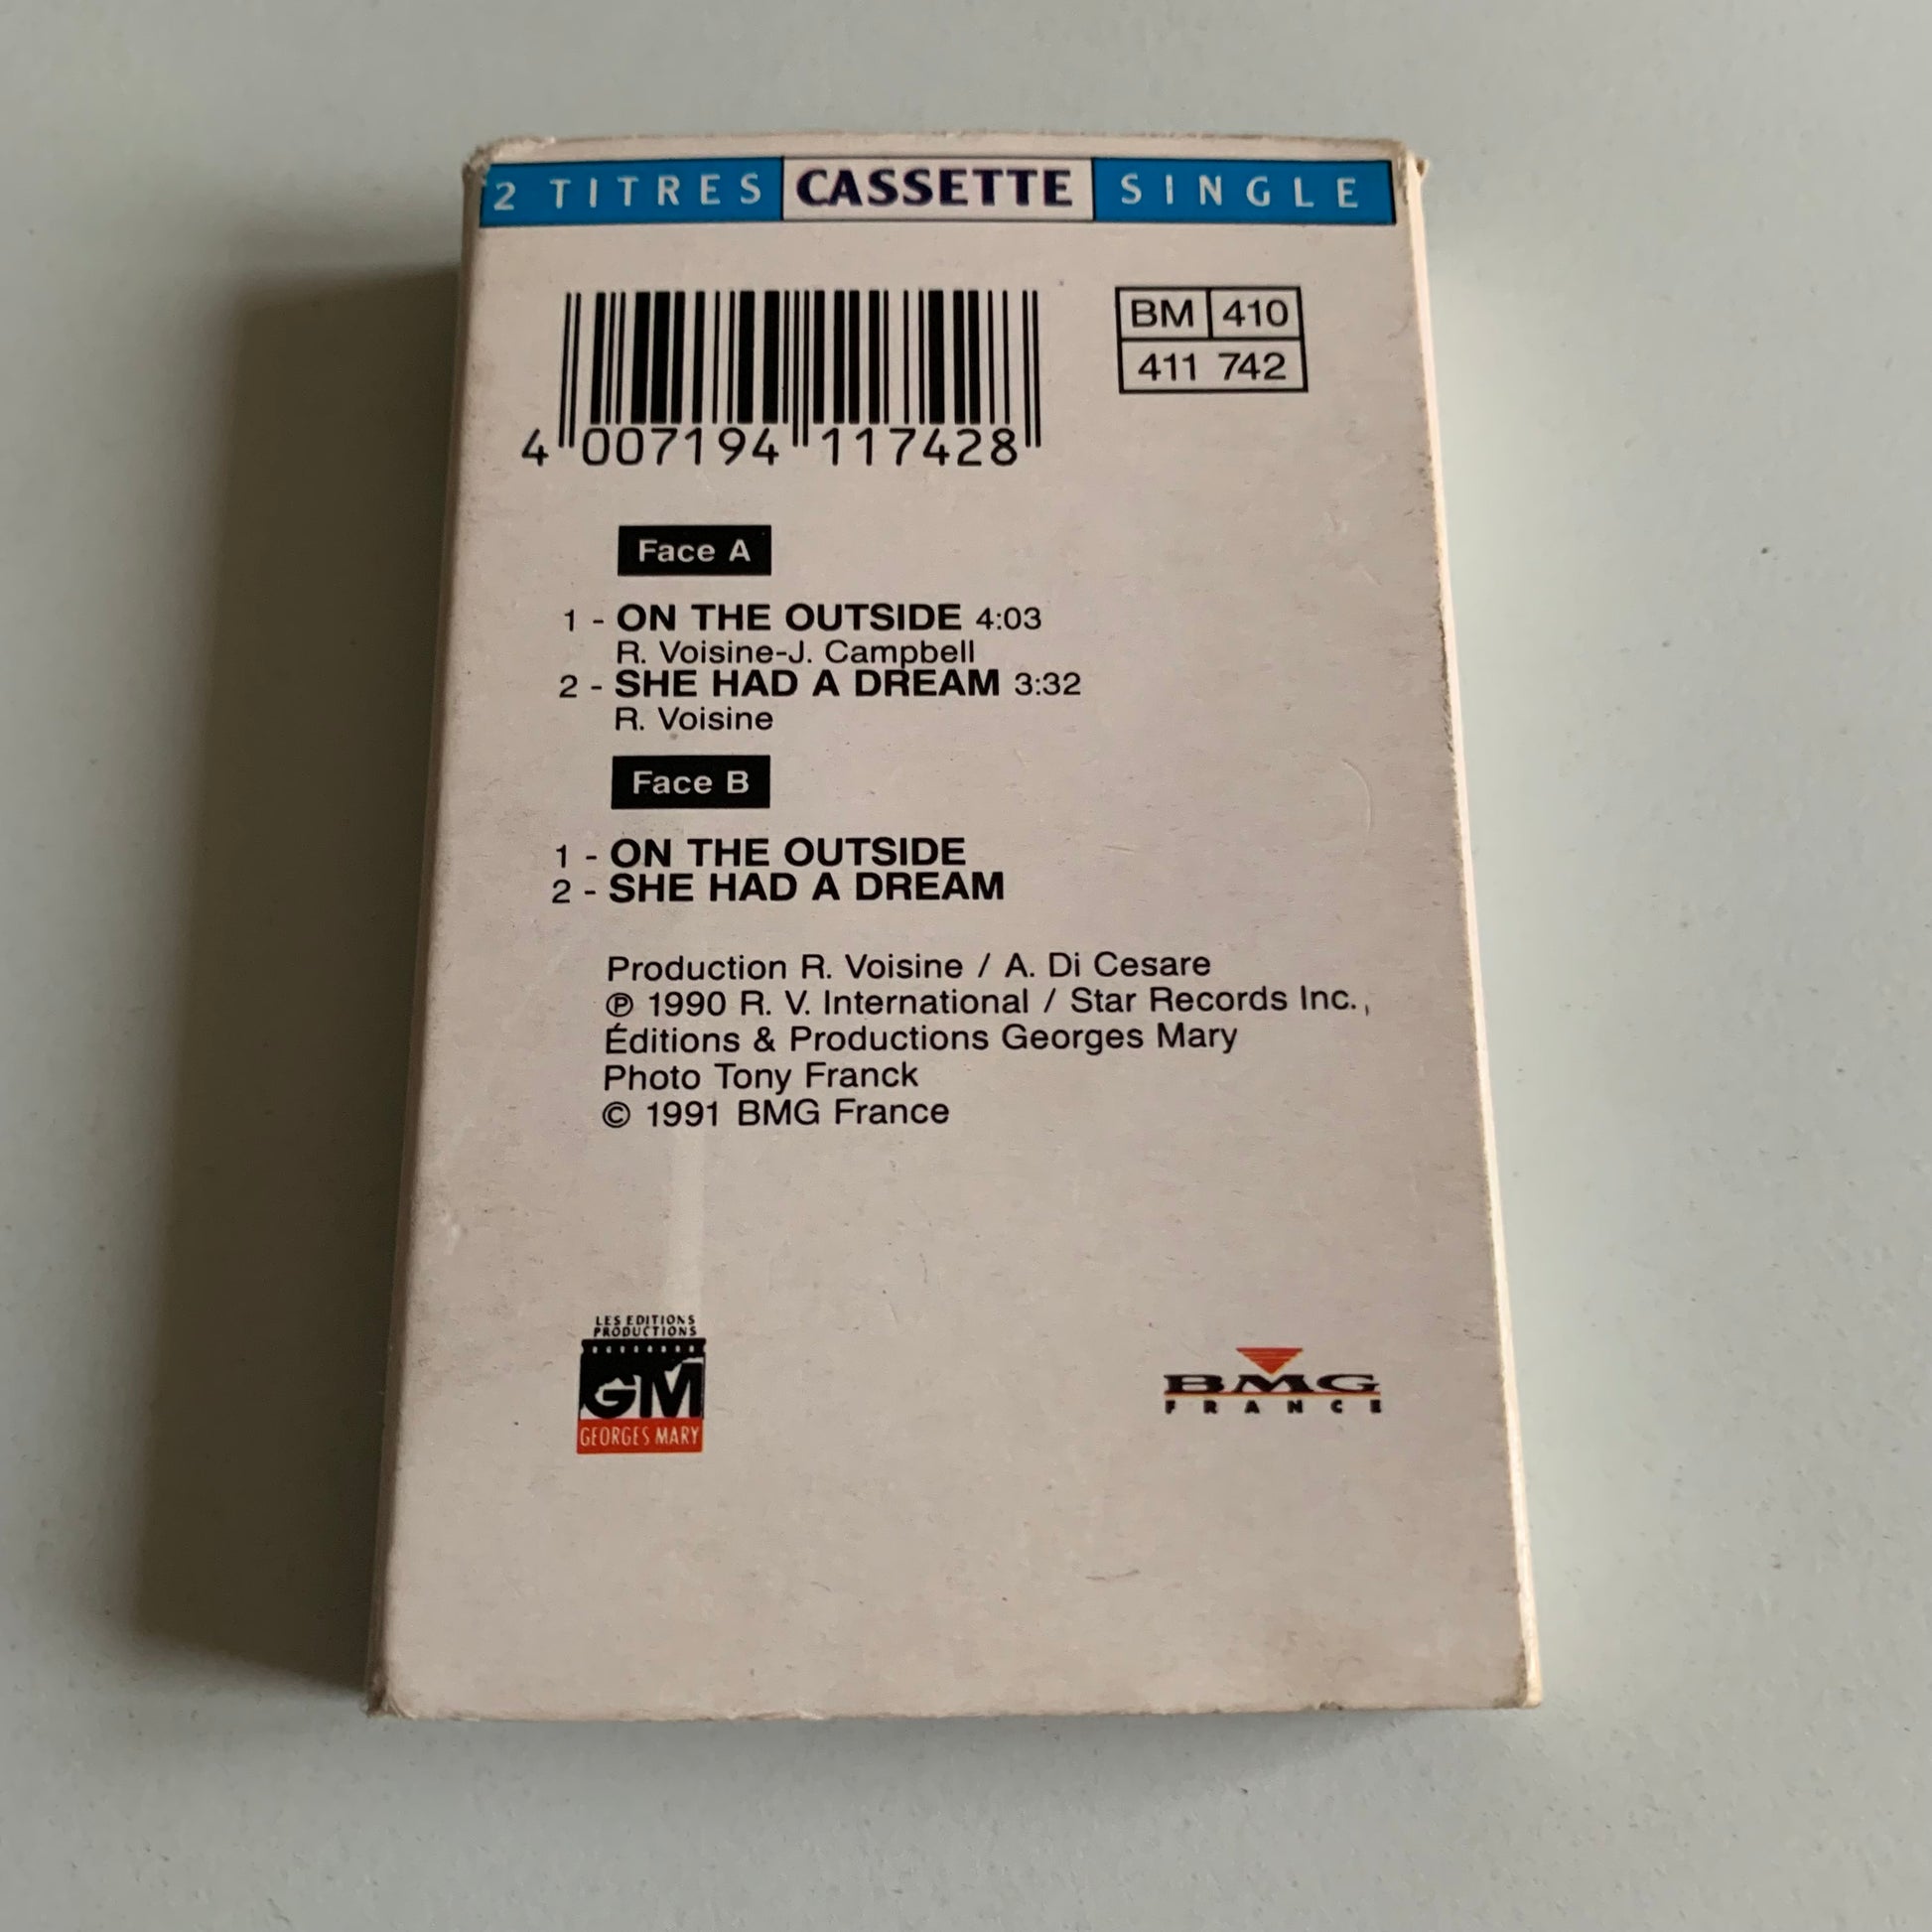 2 TITRES CASSETTE SINGLE
BM 410
411 742
4 007194 117428
Face A
1 - ON THE OUTSIDE 4:03
R. Voisine-J. Campbell
2 - SHE HAD A DREAM 3:32
R. Voisine
Face B
1 - ON THE OUTSIDE
2 - SHE HAD A DREAM
Production R. Voisine / A. Di Cesare
℗ 1990 R. V. International / Star Records Inc.,
Éditions & Productions Georges Mary
Photo Tony Franck
© 1991 BMG France
LES EDITIONS
PRODUCTIONS
GM
GEORGES MARY
BMG
FRANCE